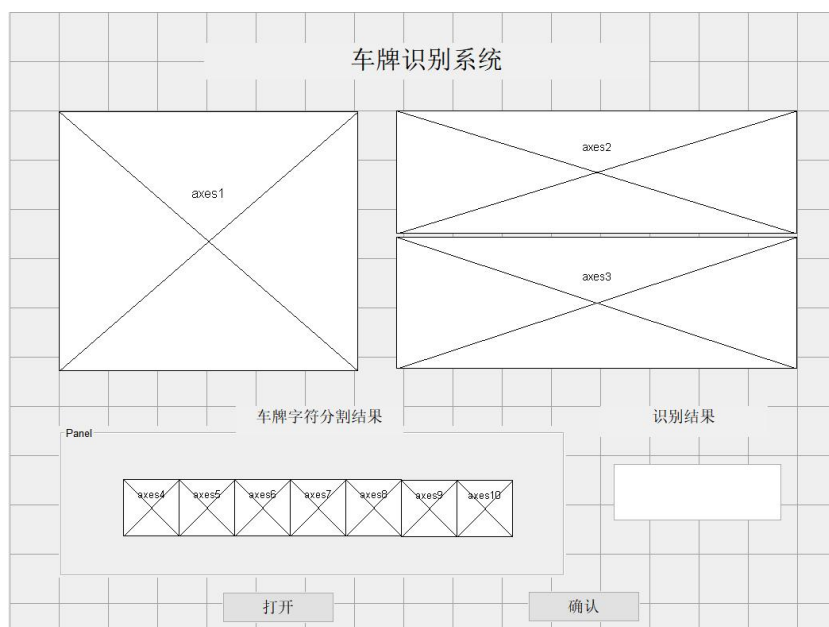 车牌识别系统
axes1
axes2
axes3
车牌字符分割结果
识别结果
Panel
axes4
axes5
axes6
axes7
axes8
axes9
axes10
打开
确认